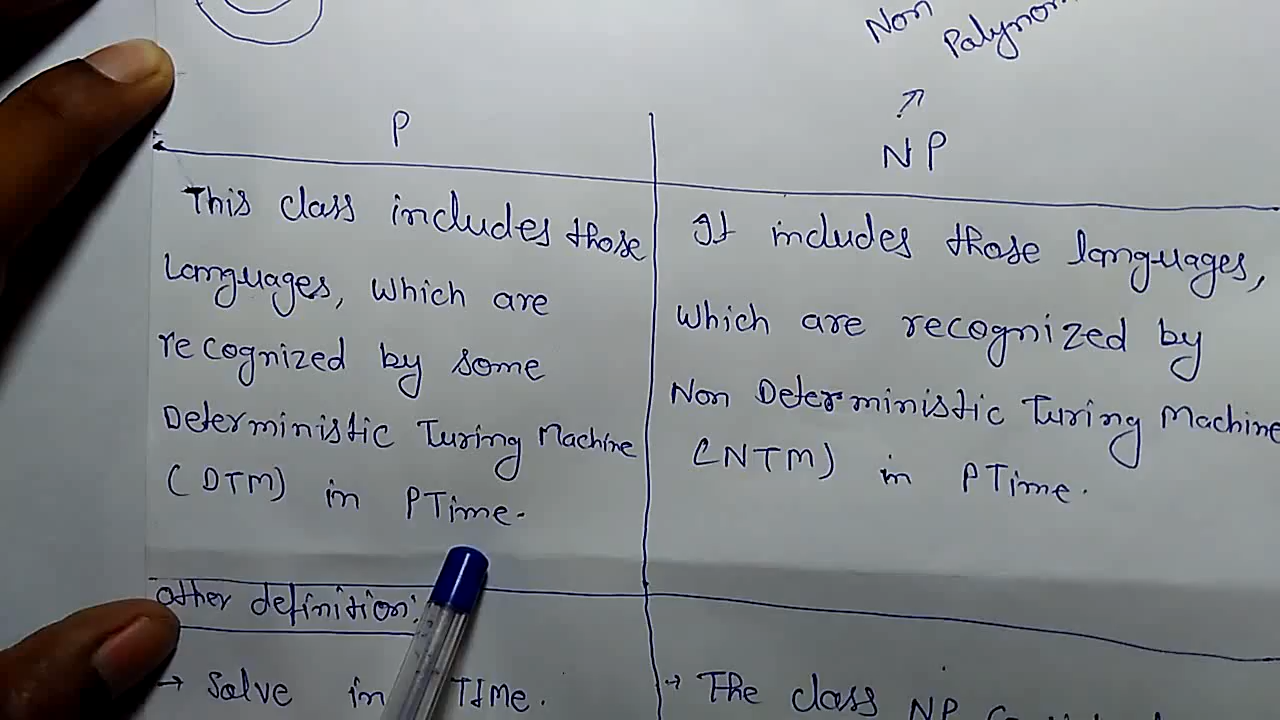 Non
Polynom
P
NP
This class includes those
Languages, which are
recognized by some
Deterministic Turing Machine
(DTM) in PTime.
It includes those languages,
which are recognized by
Non Deterministic Turing Machine
(NTM) in PTime.
other definition:
→ Solve in TIME.
→ The class NP